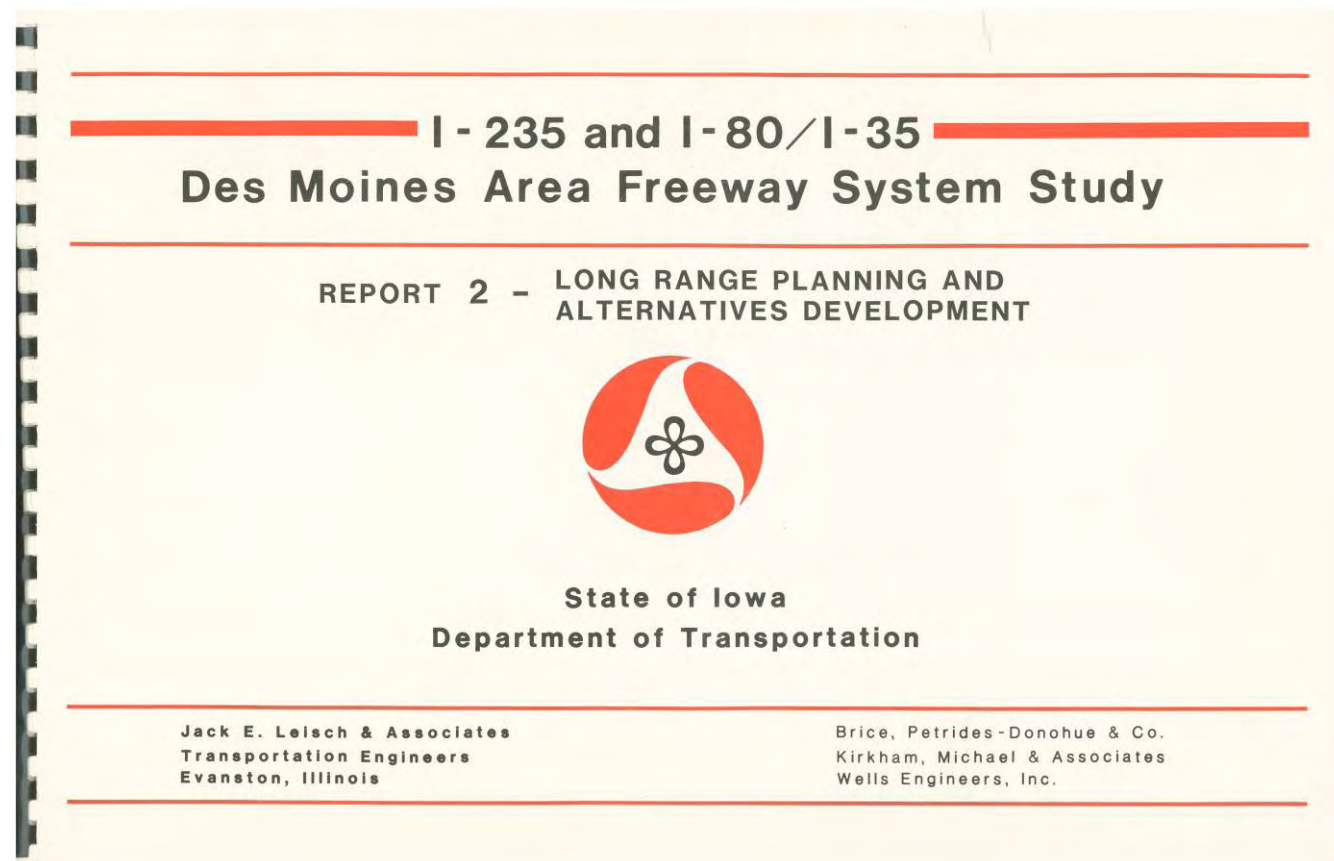 I-235 and I-80/I-35
Des Moines Area Freeway System Study
REPORT 2 - LONG RANGE PLANNING AND
ALTERNATIVES DEVELOPMENT
State of Iowa
Department of Transportation
Jack E. Leisch & Associates
Transportation Engineers
Evanston, Illinois
Brice, Petrides-Donohue & Co.
Kirkham, Michael & Associates
Wells Engineers, Inc.